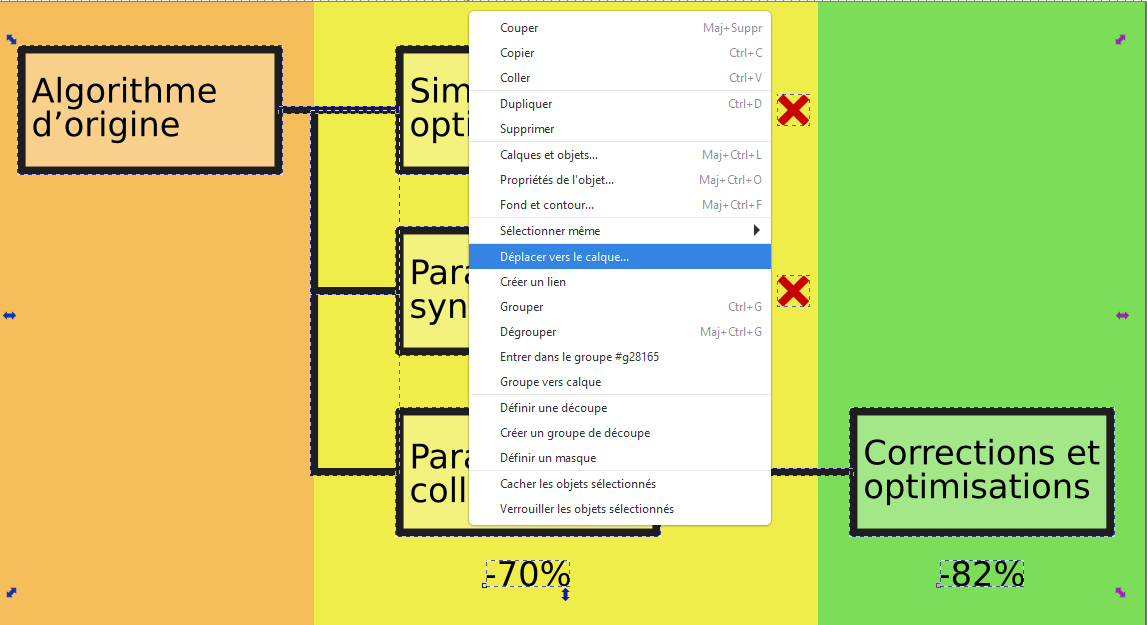 Algorithme
d’origine
Sim
opti
Para
syn
Para
coll
-70%
Couper Maj+Suppr
Copier Ctrl+C
Coller Ctrl+V
Dupliquer Ctrl+D
Supprimer
Calques et objets... Maj+Ctrl+L
Propriétés de l'objet... Maj+Ctrl+O
Fond et contour... Maj+Ctrl+F
Sélectionner même
Déplacer vers le calque...
Créer un lien
Grouper Ctrl+G
Dégrouper Maj+Ctrl+G
Entrer dans le groupe #g28165
Groupe vers calque
Définir une découpe
Créer un groupe de découpe
Définir un masque
Cacher les objets sélectionnés
Verrouiller les objets sélectionnés
Corrections et
optimisations
-82%